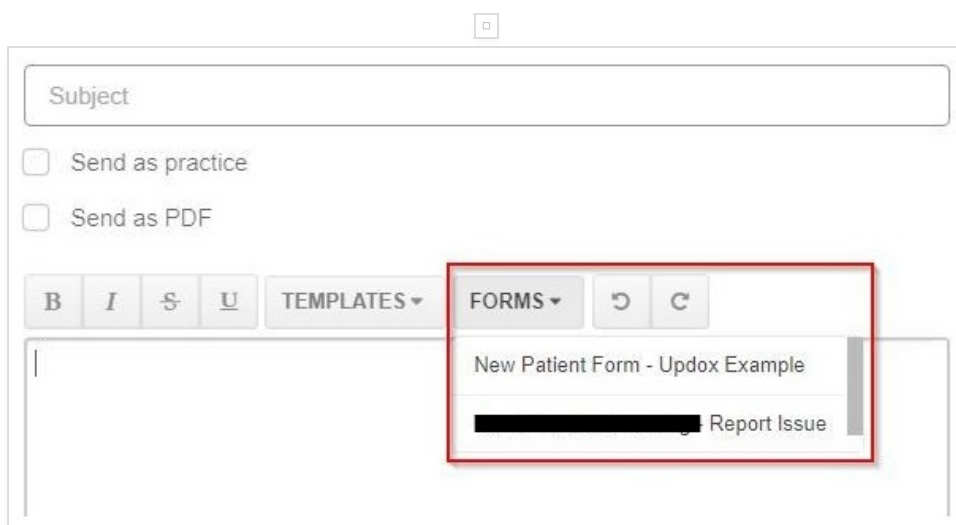 Subject
Send as practice
Send as PDF
B I S U TEMPLATES FORMS
New Patient Form - Updox Example
- Report Issue